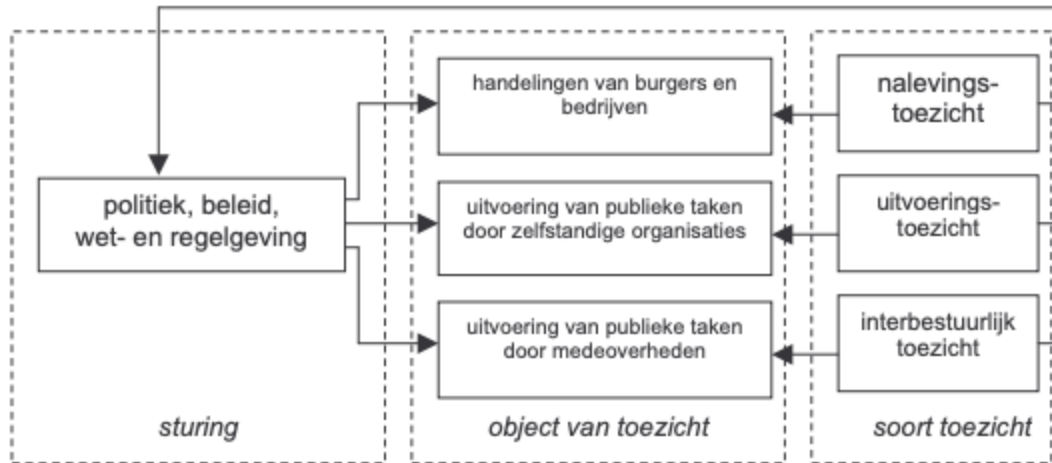 politiek, beleid,
wet- en regelgeving
sturing
handelingen van burgers en
bedrijven
uitvoering van publieke taken
door zelfstandige organisaties
uitvoering van publieke taken
door medeoverheden
object van toezicht
nalevings-
toezicht
uitvoerings-
toezicht
interbestuurlijk
toezicht
soort toezicht